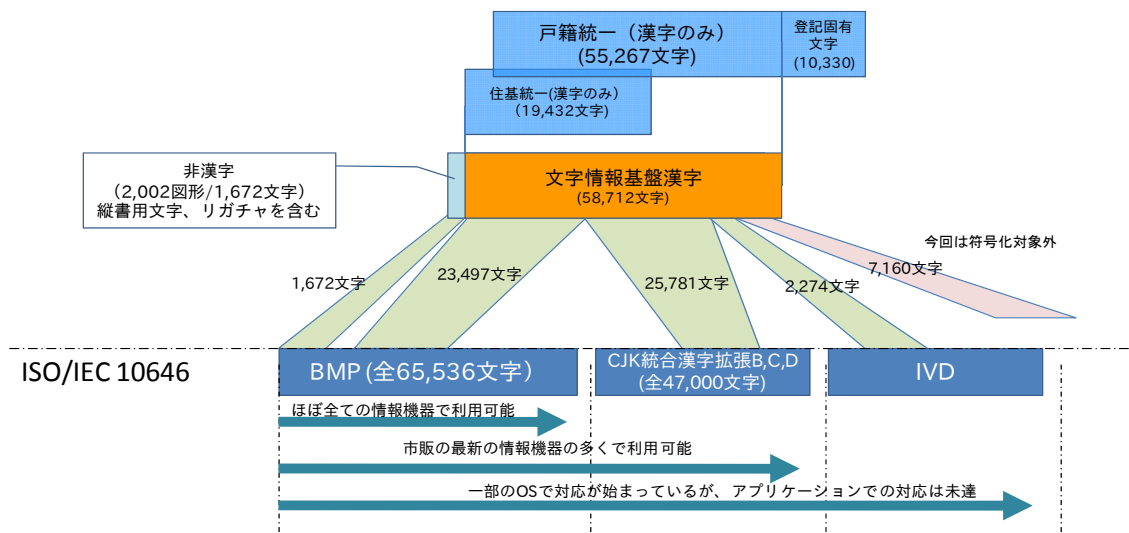 戸籍統一（漢字のみ）
(55,267文字)
登記固有
文字
(10,330)
住基統一(漢字のみ）
（19,432文字)
非漢字
（2,002図形/1,672文字）
縦書用文字、リガチャを含む
文字情報基盤漢字
(58,712文字)
今回は符号化対象外
1,672文字
23,497文字
25,781文字
2,274文字
7,160文字
ISO/IEC 10646
BMP (全65,536文字）
CJK統合漢字拡張B,C,D
(全47,000文字)
IVD
ほぼ全ての情報機器で利用可能
市販の最新の情報機器の多くで利用可能
一部のOSで対応が始まっているが、アプリケーションでの対応は未達